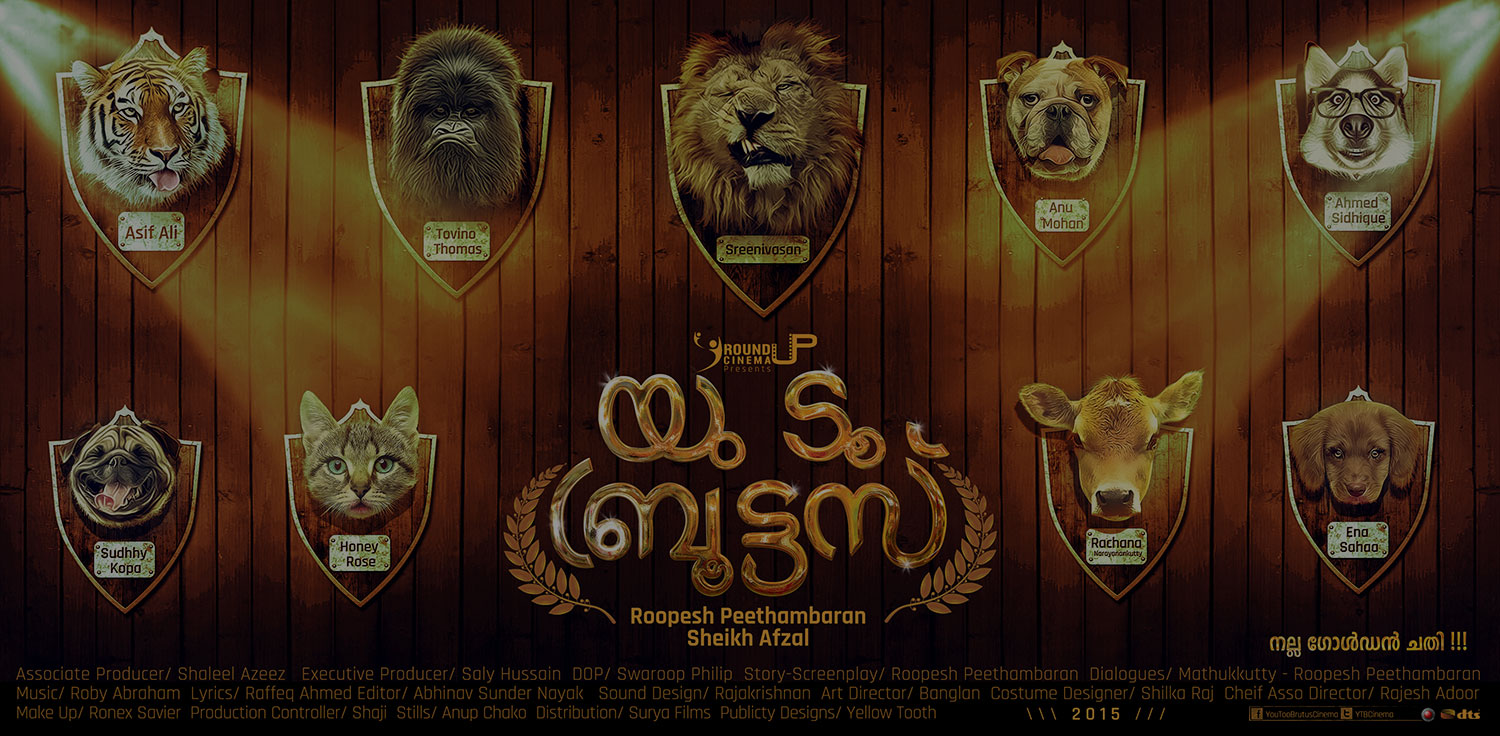 Asif Ali
Tovino
Thomas
Sreenivasan
Anu
Mohan
Ahmed
Sidhique
ROUND UP
CINEMA
Presents
യു ടൂ
ബ്രൂട്ടസ്
Sudhhy
Kopa
Honey
Rose
Rachana
Narayanankutty
Ena
Sahaa
Roopesh Peethambaran
Sheikh Afzal
നല്ല ഗോൾഡൻ ചതി !!!
Associate Producer/ Shaleel Azeez Executive Producer/ Saly Hussain DOP/ Swaroop Philip Story-Screenplay/ Roopesh Peethambaran Dialogues/ Mathukkutty - Roopesh Peethambaran
Music/ Roby Abraham Lyrics/ Raffeq Ahmed Editor/ Abhinav Sunder Nayak Sound Design/ Rajakrishnan Art Director/ Banglan Costume Designer/ Shilka Raj Cheif Asso Director/ Rajesh Adoor
Make Up/ Ronex Savier Production Controller/ Shaji Stills/ Anup Chako Distribution/ Surya Films Publicty Designs/ Yellow Tooth
\ \ \ 2015 / / /
YouTooBrutusCinema YTBCinema dts